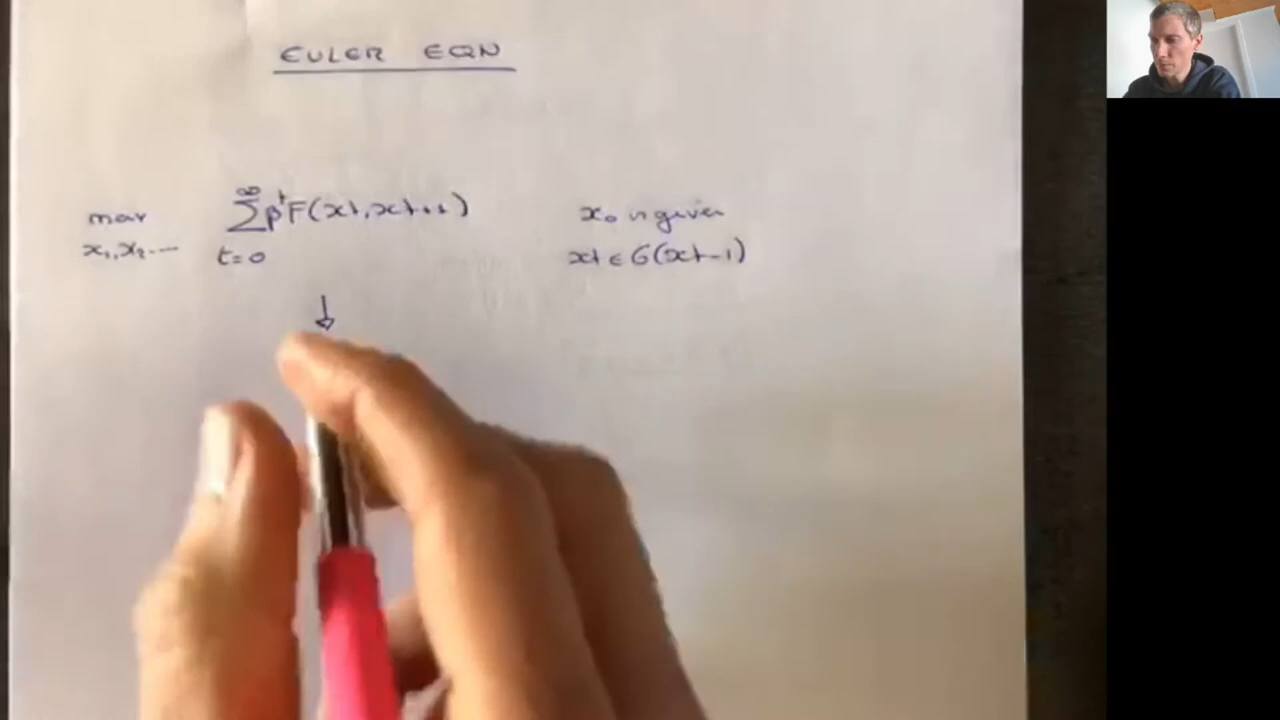 EULER EQN
max ∑_{t=0}^{∞} β^t F(xt, xt+1) x₀ is given
x₁, x₂ ... xt ∈ G(xt-1)
↓